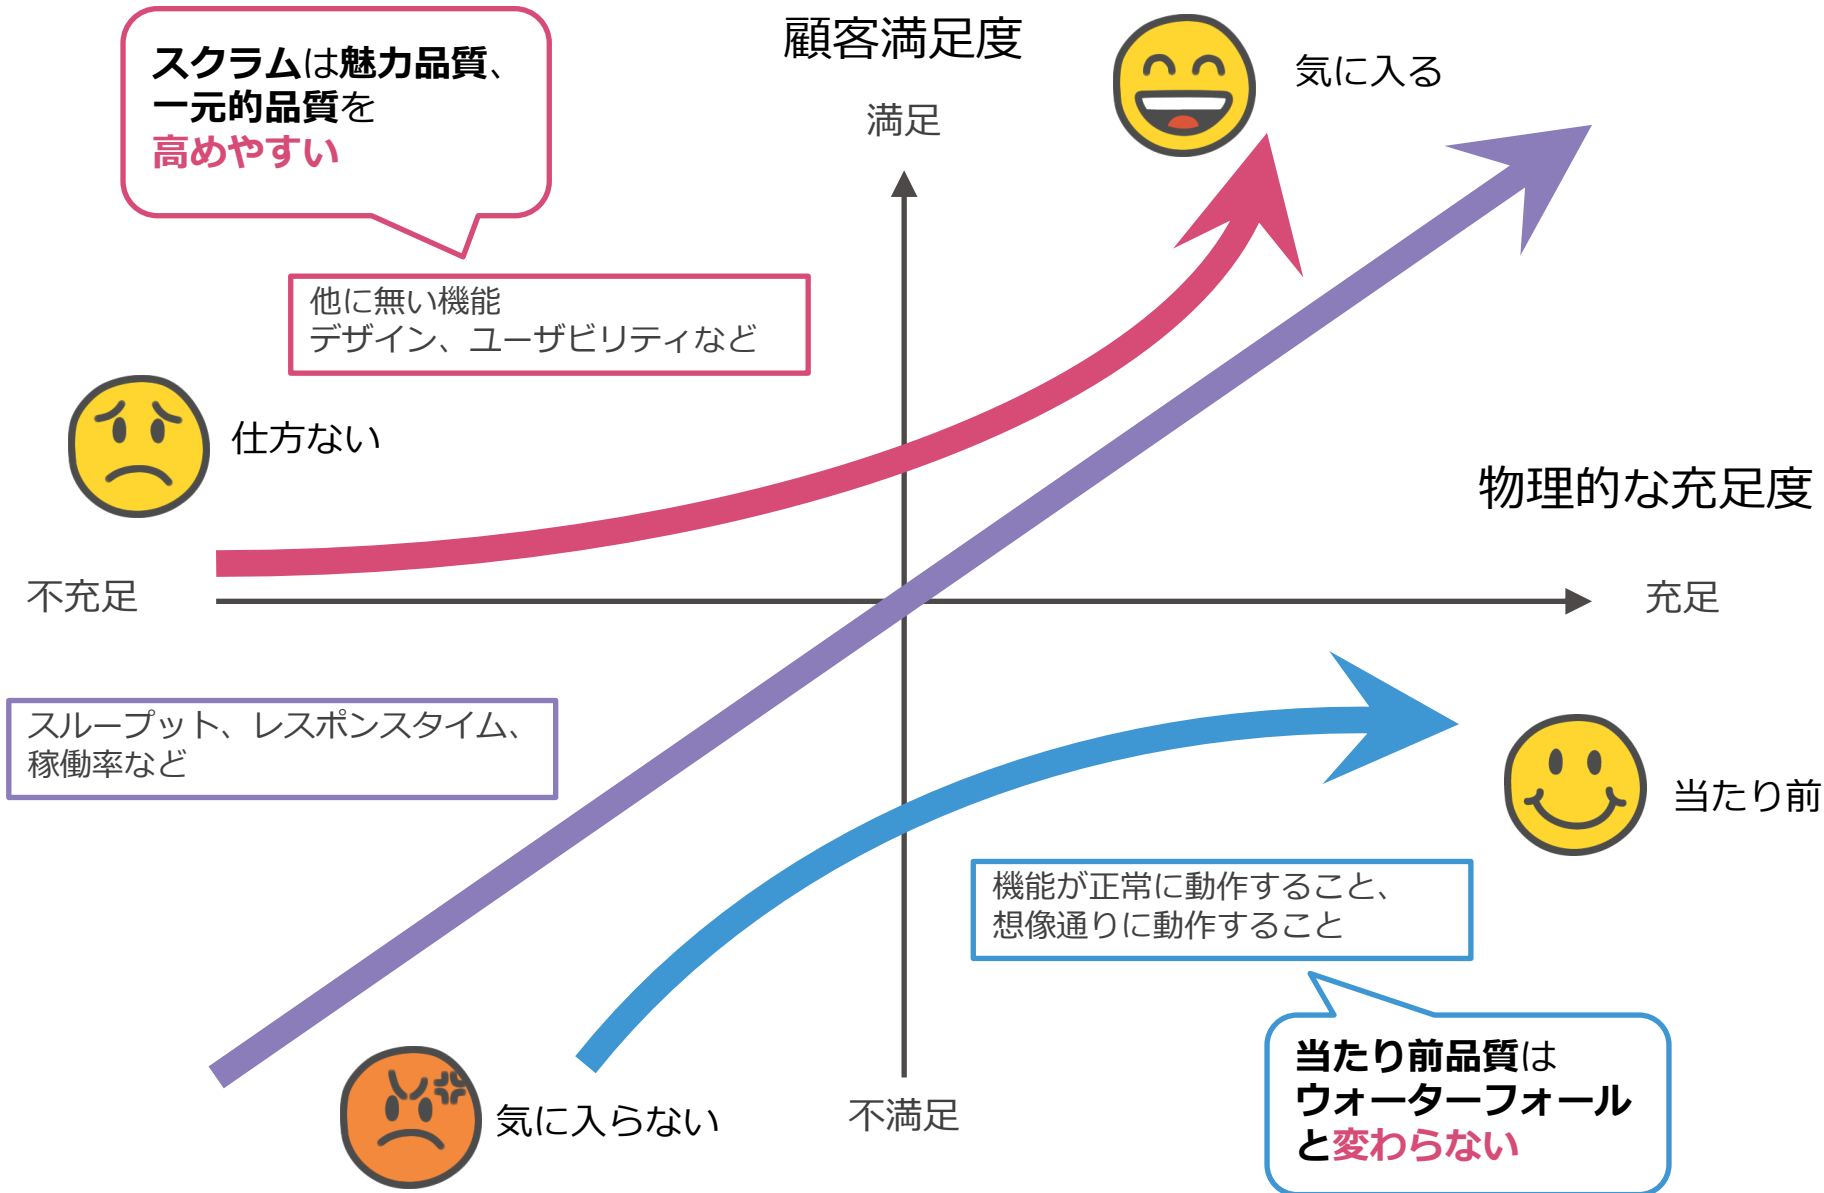 スクラムは魅力品質、
一元的品質を
高めやすい
顧客満足度
満足
気に入る
他に無い機能
デザイン、ユーザビリティなど
仕方ない
物理的な充足度
不充足
充足
スループット、レスポンスタイム、
稼働率など
当たり前
機能が正常に動作すること、
想像通りに動作すること
気に入らない
不満足
当たり前品質は
ウォーターフォール
と変わらない